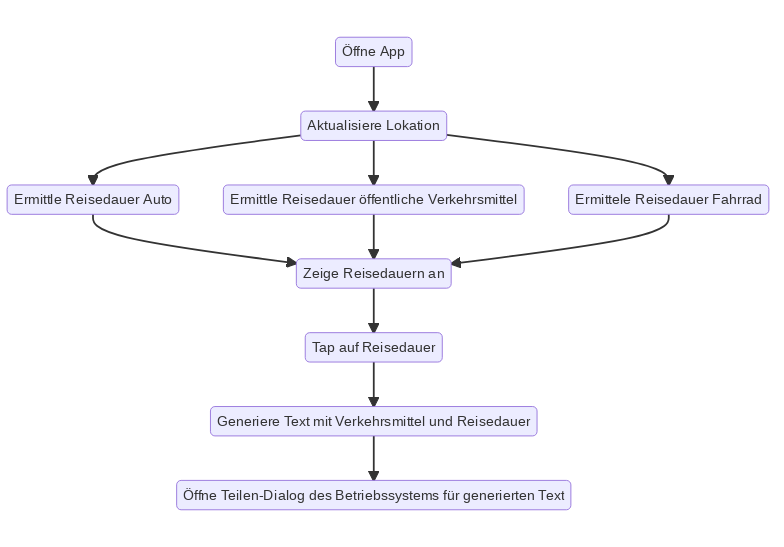 Öffne App
Aktualisiere Lokation
Ermittle Reisedauer Auto
Ermittle Reisedauer öffentliche Verkehrsmittel
Ermittele Reisedauer Fahrrad
Zeige Reisedauern an
Tap auf Reisedauer
Generiere Text mit Verkehrsmittel und Reisedauer
Öffne Teilen-Dialog des Betriebssystems für generierten Text